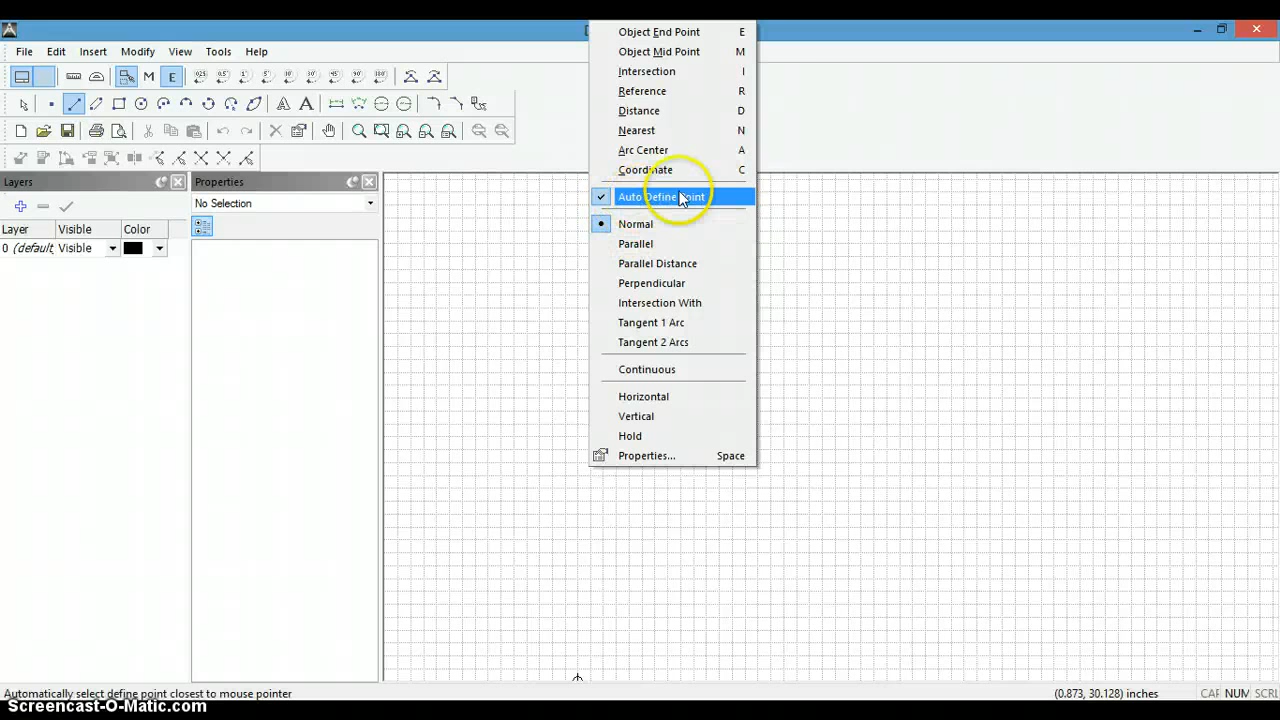 File Edit Insert Modify View Tools Help
M E
Object End Point E
Object Mid Point M
Intersection I
Reference R
Distance D
Nearest N
Arc Center A
Coordinate C
Auto Define Point
Normal
Parallel
Parallel Distance
Perpendicular
Intersection With
Tangent 1 Arc
Tangent 2 Arcs
Continuous
Horizontal
Vertical
Hold
Properties... Space
Layers
Layer Visible Color
0 (default Visible
Properties
No Selection
Automatically select define point closest to mouse pointer
(0.873, 30.128) inches CAP NUM SCRL
Screencast-O-Matic.com